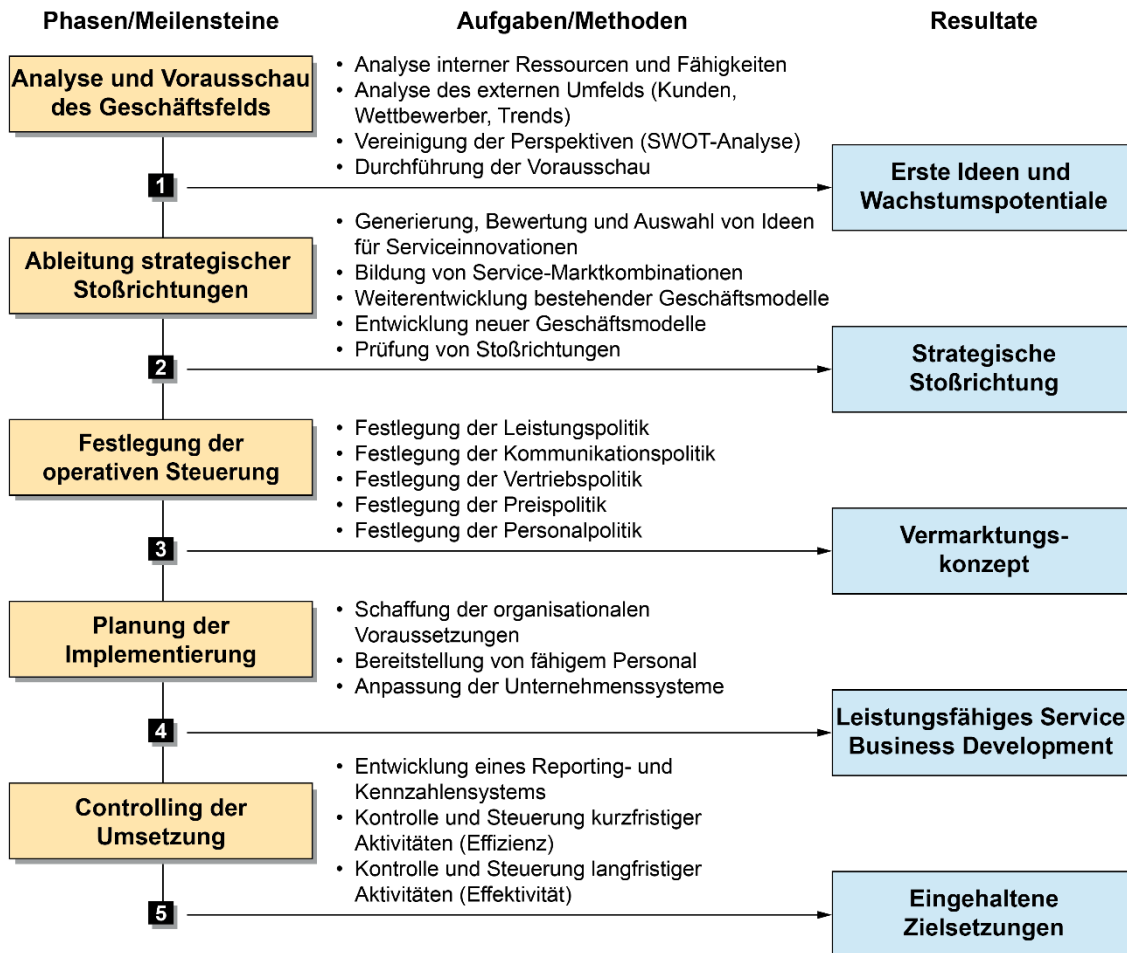 Phasen/Meilensteine
Aufgaben/Methoden
Resultate
Analyse und Vorausschau
des Geschäftsfelds
• Analyse interner Ressourcen und Fähigkeiten
• Analyse des externen Umfelds (Kunden,
Wettbewerber, Trends)
• Vereinigung der Perspektiven (SWOT-Analyse)
• Durchführung der Vorausschau
1
Erste Ideen und
Wachstumspotentiale
Ableitung strategischer
Stoßrichtungen
• Generierung, Bewertung und Auswahl von Ideen
für Serviceinnovationen
• Bildung von Service-Marktkombinationen
• Weiterentwicklung bestehender Geschäftsmodelle
• Entwicklung neuer Geschäftsmodelle
• Prüfung von Stoßrichtungen
2
Strategische
Stoßrichtung
Festlegung der
operativen Steuerung
• Festlegung der Leistungspolitik
• Festlegung der Kommunikationspolitik
• Festlegung der Vertriebspolitik
• Festlegung der Preispolitik
• Festlegung der Personalpolitik
3
Vermarktungs-
konzept
Planung der
Implementierung
• Schaffung der organisationalen
Voraussetzungen
• Bereitstellung von fähigem Personal
• Anpassung der Unternehmenssysteme
4
Leistungsfähiges Service
Business Development
Controlling der
Umsetzung
• Entwicklung eines Reporting- und
Kennzahlensystems
• Kontrolle und Steuerung kurzfristiger
Aktivitäten (Effizienz)
• Kontrolle und Steuerung langfristiger
Aktivitäten (Effektivität)
5
Eingehaltene
Zielsetzungen